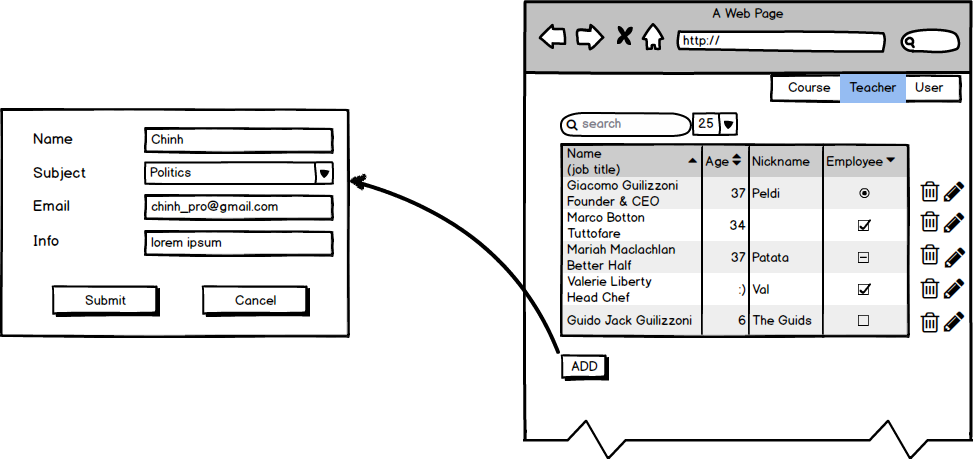 A Web Page
http://
Course Teacher User
search 25
Name
(job title) Age Nickname Employee
Giacomo Guilizzoni
Founder & CEO 37 Peldi
Marco Botton
Tuttofare 34
Mariah Maclachlan
Better Half 37 Patata
Valerie Liberty
Head Chef :) Val
Guido Jack Guilizzoni 6 The Guids
ADD
Name Chinh
Subject Politics
Email chinh_pro@gmail.com
Info lorem ipsum
Submit Cancel